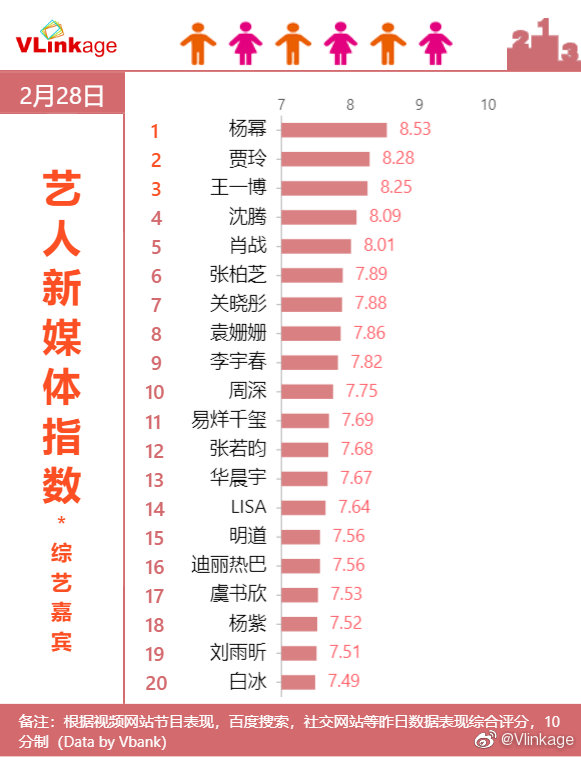 VLinkage
2 1 3
2月28日
艺人新媒体指数
*综艺嘉宾
7 8 9 10
1 杨幂 8.53
2 贾玲 8.28
3 王一博 8.25
4 沈腾 8.09
5 肖战 8.01
6 张柏芝 7.89
7 关晓彤 7.88
8 袁姗姗 7.86
9 李宇春 7.82
10 周深 7.75
11 易烊千玺 7.69
12 张若昀 7.68
13 华晨宇 7.67
14 LISA 7.64
15 明道 7.56
16 迪丽热巴 7.56
17 虞书欣 7.53
18 杨紫 7.52
19 刘雨昕 7.51
20 白冰 7.49
备注：根据视频网站节目表现，百度搜索，社交网站等昨日数据表现综合评分，10
分制（Data by Vbank）
@Vlinkage